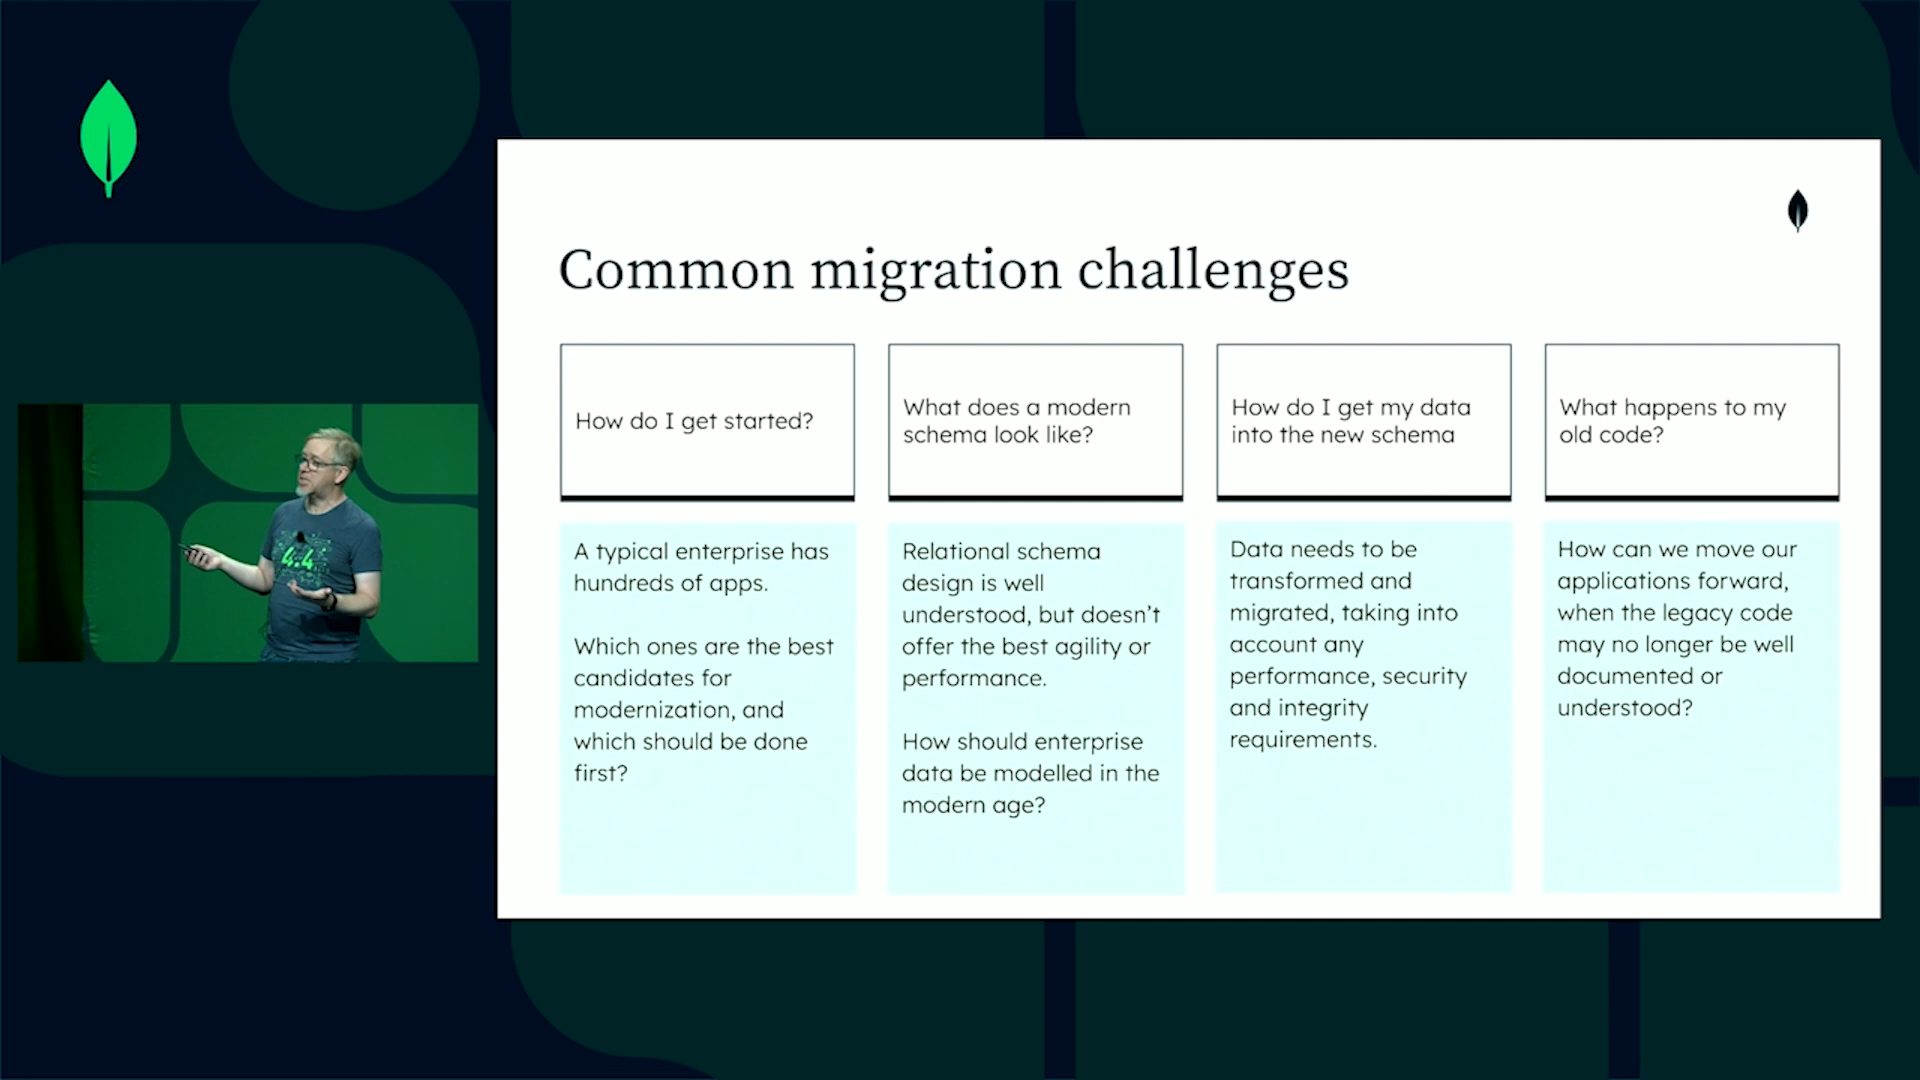 Common migration challenges
How do I get started?
What does a modern
schema look like?
How do I get my data
into the new schema
What happens to my
old code?
A typical enterprise has
hundreds of apps.
Which ones are the best
candidates for
modernization, and
which should be done
first?
Relational schema
design is well
understood, but doesn't
offer the best agility or
performance.
How should enterprise
data be modelled in the
modern age?
Data needs to be
transformed and
migrated, taking into
account any
performance, security
and integrity
requirements.
How can we move our
applications forward,
when the legacy code
may no longer be well
documented or
understood?
4.4